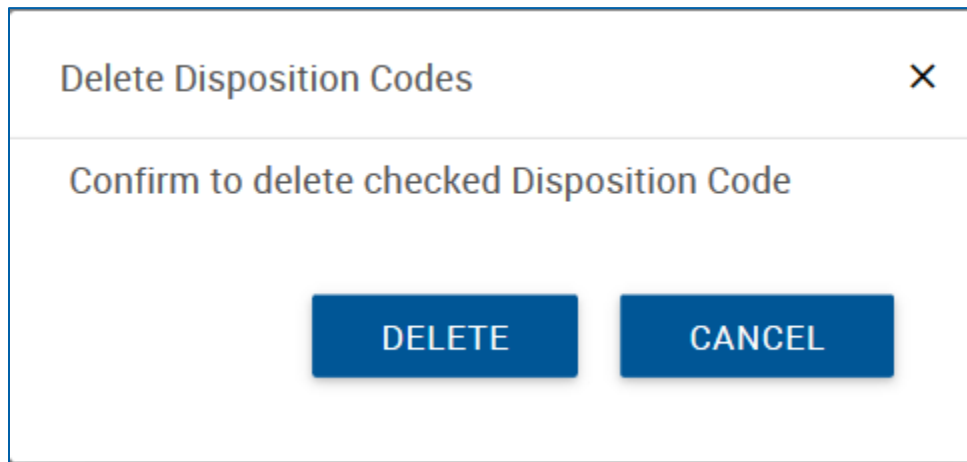 Delete Disposition Codes
Confirm to delete checked Disposition Code
DELETE CANCEL